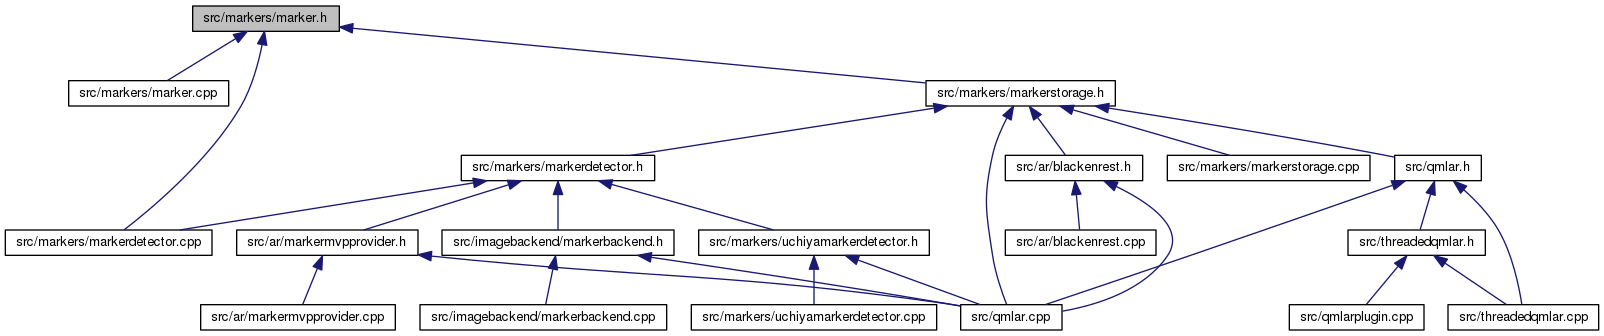 src/markers/marker.h
src/markers/marker.cpp
src/markers/markerstorage.h
src/markers/markerdetector.h
src/ar/blackenrest.h
src/markers/markerstorage.cpp
src/qmlar.h
src/markers/markerdetector.cpp
src/ar/markermvpprovider.h
src/imagebackend/markerbackend.h
src/markers/uchiyamarkerdetector.h
src/ar/blackenrest.cpp
src/threadedqmlar.h
src/ar/markermvpprovider.cpp
src/imagebackend/markerbackend.cpp
src/markers/uchiyamarkerdetector.cpp
src/qmlar.cpp
src/qmlarplugin.cpp
src/threadedqmlar.cpp